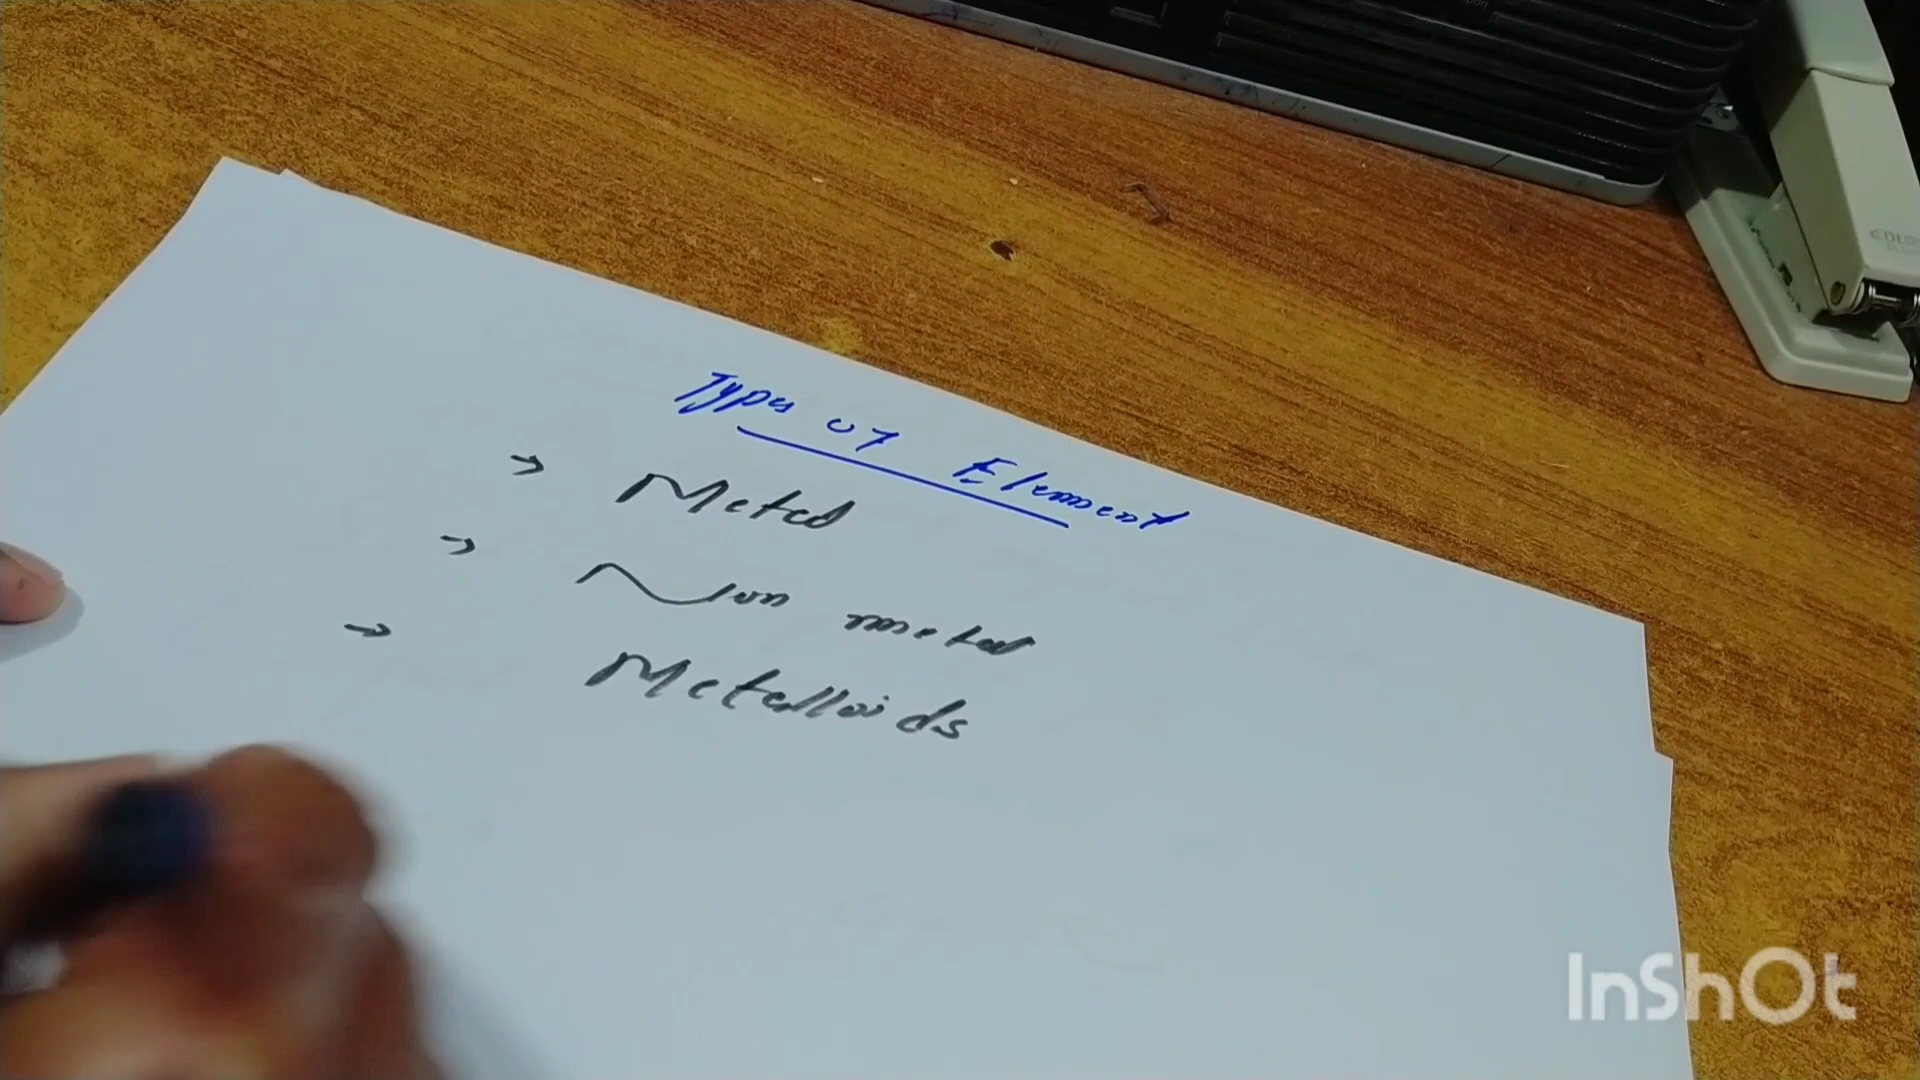 Types of Element
→ Metal
→ Non metal
→ Metalloids
InShOt